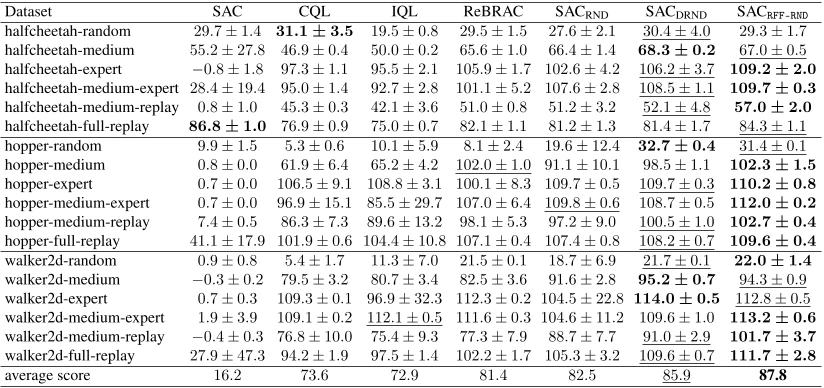 Dataset SAC CQL IQL ReBRAC SAC_RND SAC_DRND SAC_RFF-RND
halfcheetah-random 29.7 ± 1.4 31.1 ± 3.5 19.5 ± 0.8 29.5 ± 1.5 27.6 ± 2.1 30.4 ± 4.0 29.3 ± 1.7
halfcheetah-medium 55.2 ± 27.8 46.9 ± 0.4 50.0 ± 0.2 65.6 ± 1.0 66.4 ± 1.4 68.3 ± 0.2 67.0 ± 0.5
halfcheetah-expert −0.8 ± 1.8 97.3 ± 1.1 95.5 ± 2.1 105.9 ± 1.7 102.6 ± 4.2 106.2 ± 3.7 109.2 ± 2.0
halfcheetah-medium-expert 28.4 ± 19.4 95.0 ± 1.4 92.7 ± 2.8 101.1 ± 5.2 107.6 ± 2.8 108.5 ± 1.1 109.7 ± 0.3
halfcheetah-medium-replay 0.8 ± 1.0 45.3 ± 0.3 42.1 ± 3.6 51.0 ± 0.8 51.2 ± 3.2 52.1 ± 4.8 57.0 ± 2.0
halfcheetah-full-replay 86.8 ± 1.0 76.9 ± 0.9 75.0 ± 0.7 82.1 ± 1.1 81.2 ± 1.3 81.4 ± 1.7 84.3 ± 1.1
hopper-random 9.9 ± 1.5 5.3 ± 0.6 10.1 ± 5.9 8.1 ± 2.4 19.6 ± 12.4 32.7 ± 0.4 31.4 ± 0.1
hopper-medium 0.8 ± 0.0 61.9 ± 6.4 65.2 ± 4.2 102.0 ± 1.0 91.1 ± 10.1 98.5 ± 1.1 102.3 ± 1.5
hopper-expert 0.7 ± 0.0 106.5 ± 9.1 108.8 ± 3.1 100.1 ± 8.3 109.7 ± 0.5 109.7 ± 0.3 110.2 ± 0.8
hopper-medium-expert 0.7 ± 0.0 96.9 ± 15.1 85.5 ± 29.7 107.0 ± 6.4 109.8 ± 0.6 108.7 ± 0.5 112.0 ± 0.2
hopper-medium-replay 7.4 ± 0.5 86.3 ± 7.3 89.6 ± 13.2 98.1 ± 5.3 97.2 ± 9.0 100.5 ± 1.0 102.7 ± 0.4
hopper-full-replay 41.1 ± 17.9 101.9 ± 0.6 104.4 ± 10.8 107.1 ± 0.4 107.4 ± 0.8 108.2 ± 0.7 109.6 ± 0.4
walker2d-random 0.9 ± 0.8 5.4 ± 1.7 11.3 ± 7.0 21.5 ± 0.1 18.7 ± 6.9 21.7 ± 0.1 22.0 ± 1.4
walker2d-medium −0.3 ± 0.2 79.5 ± 3.2 80.7 ± 3.4 82.5 ± 3.6 91.6 ± 2.8 95.2 ± 0.7 94.3 ± 0.9
walker2d-expert 0.7 ± 0.3 109.3 ± 0.1 96.9 ± 32.3 112.3 ± 0.2 104.5 ± 22.8 114.0 ± 0.5 112.8 ± 0.5
walker2d-medium-expert 1.9 ± 3.9 109.1 ± 0.2 112.1 ± 0.5 111.6 ± 0.3 104.6 ± 11.2 109.6 ± 1.0 113.2 ± 0.6
walker2d-medium-replay −0.4 ± 0.3 76.8 ± 10.0 75.4 ± 9.3 77.3 ± 7.9 88.7 ± 7.7 91.0 ± 2.9 101.7 ± 3.7
walker2d-full-replay 27.9 ± 47.3 94.2 ± 1.9 97.5 ± 1.4 102.2 ± 1.7 105.3 ± 3.2 109.6 ± 0.7 111.7 ± 2.8
average score 16.2 73.6 72.9 81.4 82.5 85.9 87.8